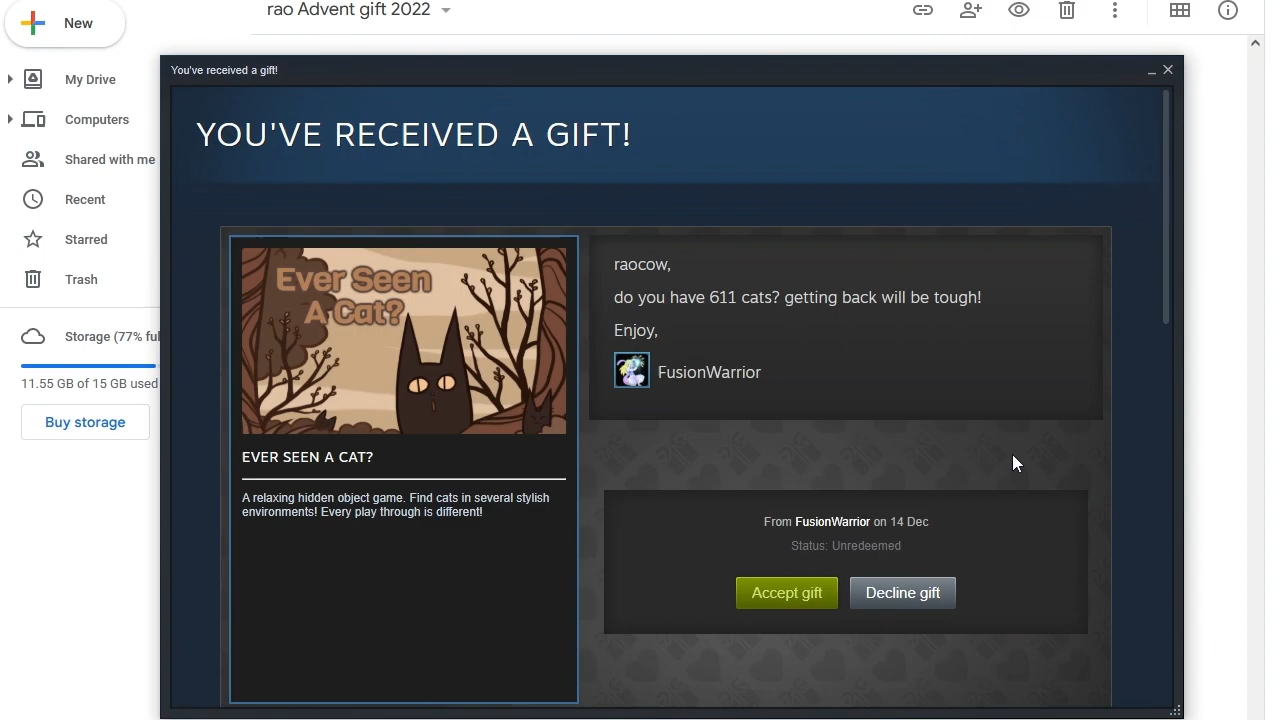 rao Advent gift 2022
New
My Drive
Computers
Shared with me
Recent
Starred
Trash
Storage (77% ful
11.55 GB of 15 GB used
Buy storage
You've received a gift!
YOU'VE RECEIVED A GIFT!
Ever Seen
A Cat?
EVER SEEN A CAT?
A relaxing hidden object game. Find cats in several stylish
environments! Every play through is different!
raocow,
do you have 611 cats? getting back will be tough!
Enjoy,
FusionWarrior
From FusionWarrior on 14 Dec
Status: Unredeemed
Accept gift
Decline gift